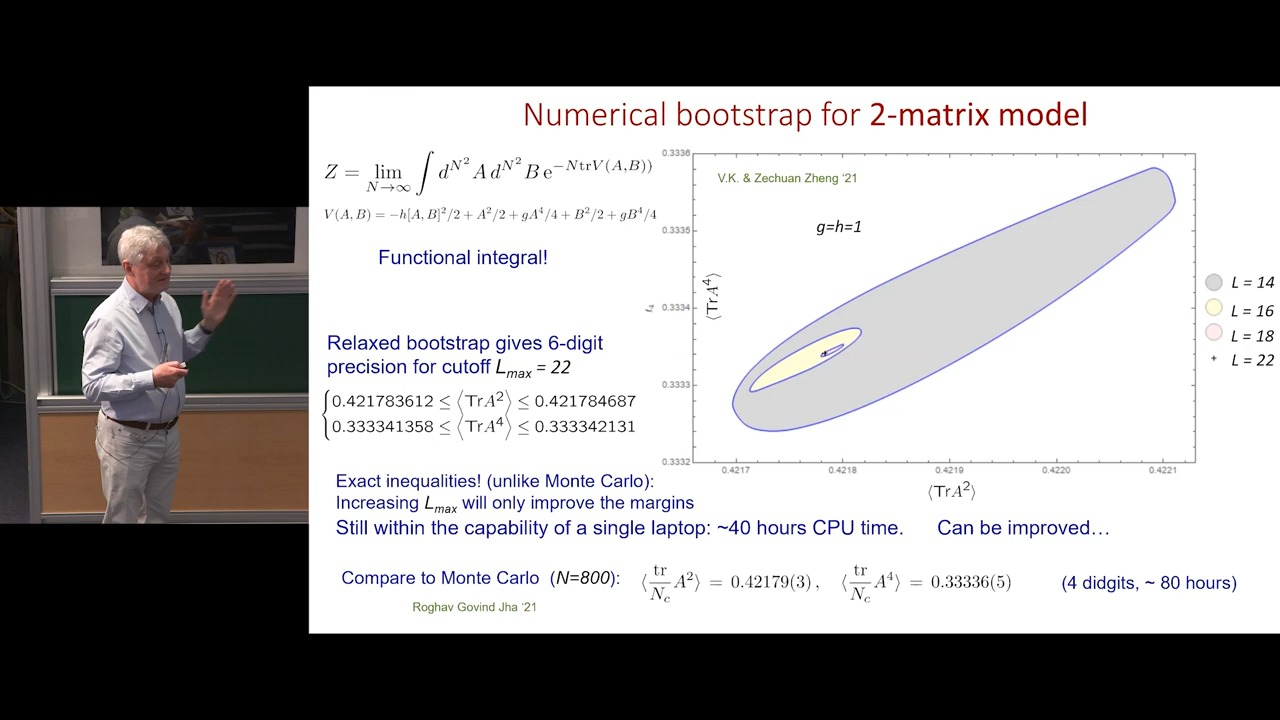 Numerical bootstrap for 2-matrix model
Z = lim N→∞ ∫ d^{N²}A d^{N²}B e^{−NtrV(A,B))}
V(A,B) = −h[A,B]²/2 + A²/2 + gA⁴/4 + B²/2 + gB⁴/4
Functional integral!
Relaxed bootstrap gives 6-digit
precision for cutoff L_max = 22
0.421783612 ≤ ⟨TrA²⟩ ≤ 0.421784687
0.333341358 ≤ ⟨TrA⁴⟩ ≤ 0.333342131
V.K. & Zechuan Zheng ‘21
g=h=1
0.3336
0.3335
0.3334
0.3333
0.3332
⟨TrA⁴⟩
0.4217
0.4218
0.4219
0.4220
0.4221
⟨TrA²⟩
L = 14
L = 16
L = 18
L = 22
Exact inequalities! (unlike Monte Carlo):
Increasing L_max will only improve the margins
Still within the capability of a single laptop: ~40 hours CPU time. Can be improved…
Compare to Monte Carlo (N=800): ⟨tr/N_c A²⟩ = 0.42179(3), ⟨tr/N_c A⁴⟩ = 0.33336(5) (4 didgits, ~ 80 hours)
Roghav Govind Jha ‘21